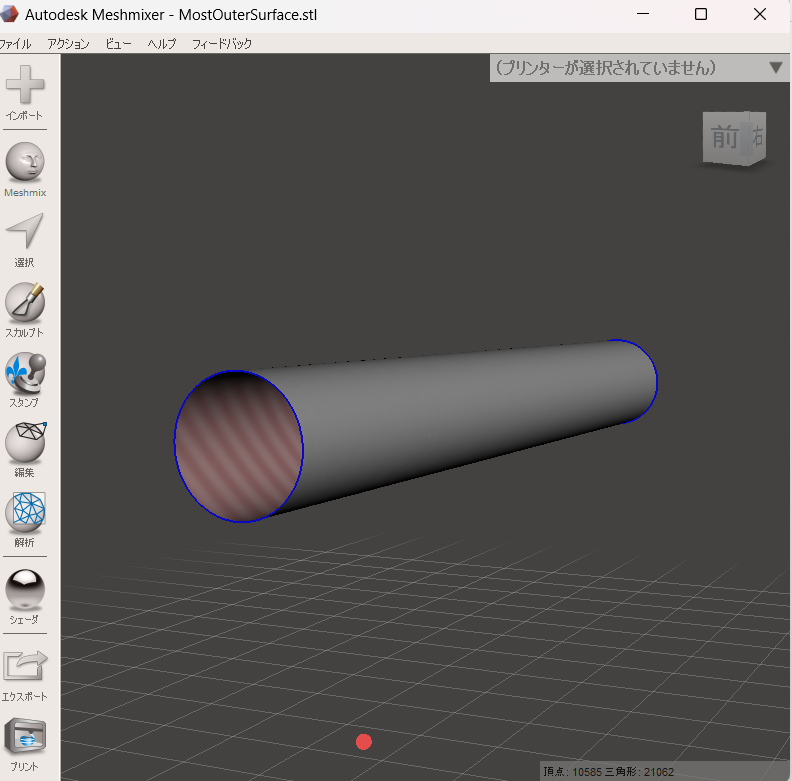 Autodesk Meshmixer - MostOuterSurface.stl
ファイル アクション ビュー ヘルプ フィードバック
(プリンターが選択されていません)
インポート
前 右
Meshmix
選択
スカルプト
スタンプ
編集
解析
シェーダ
エクスポート
プリント
頂点: 10585 三角形: 21062